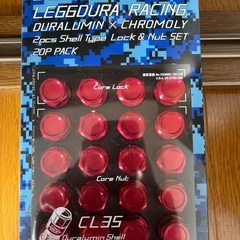 LEGGDURA RACING
DURALUMIN × CHROMOLY
2pcs Shell Type Lock & Nut SET
20P PACK
Core Lock
Core Nut
CL35
Duralumin Shell